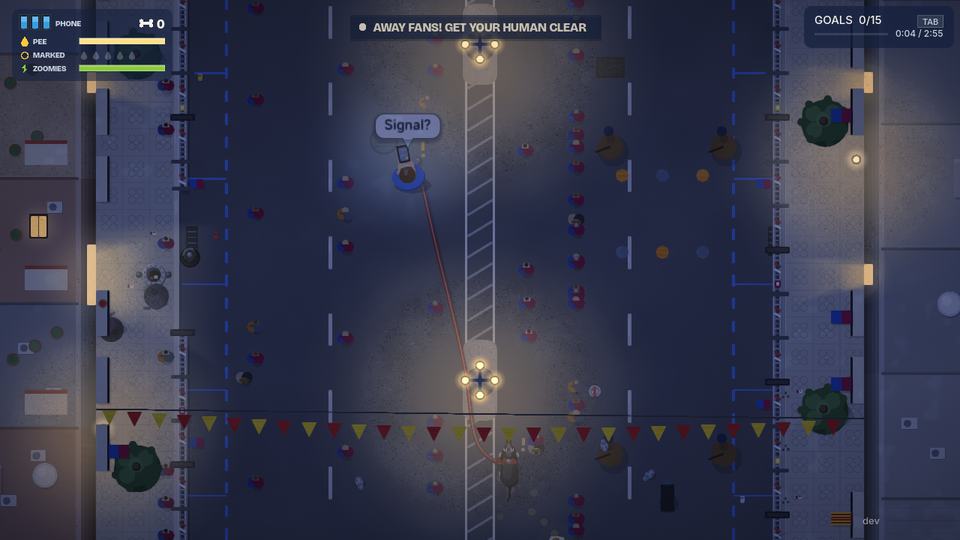 PHONE
0
PEE
MARKED
ZOOMIES
AWAY FANS! GET YOUR HUMAN CLEAR
GOALS 0/15
TAB
0:04 / 2:55
Signal?
dev